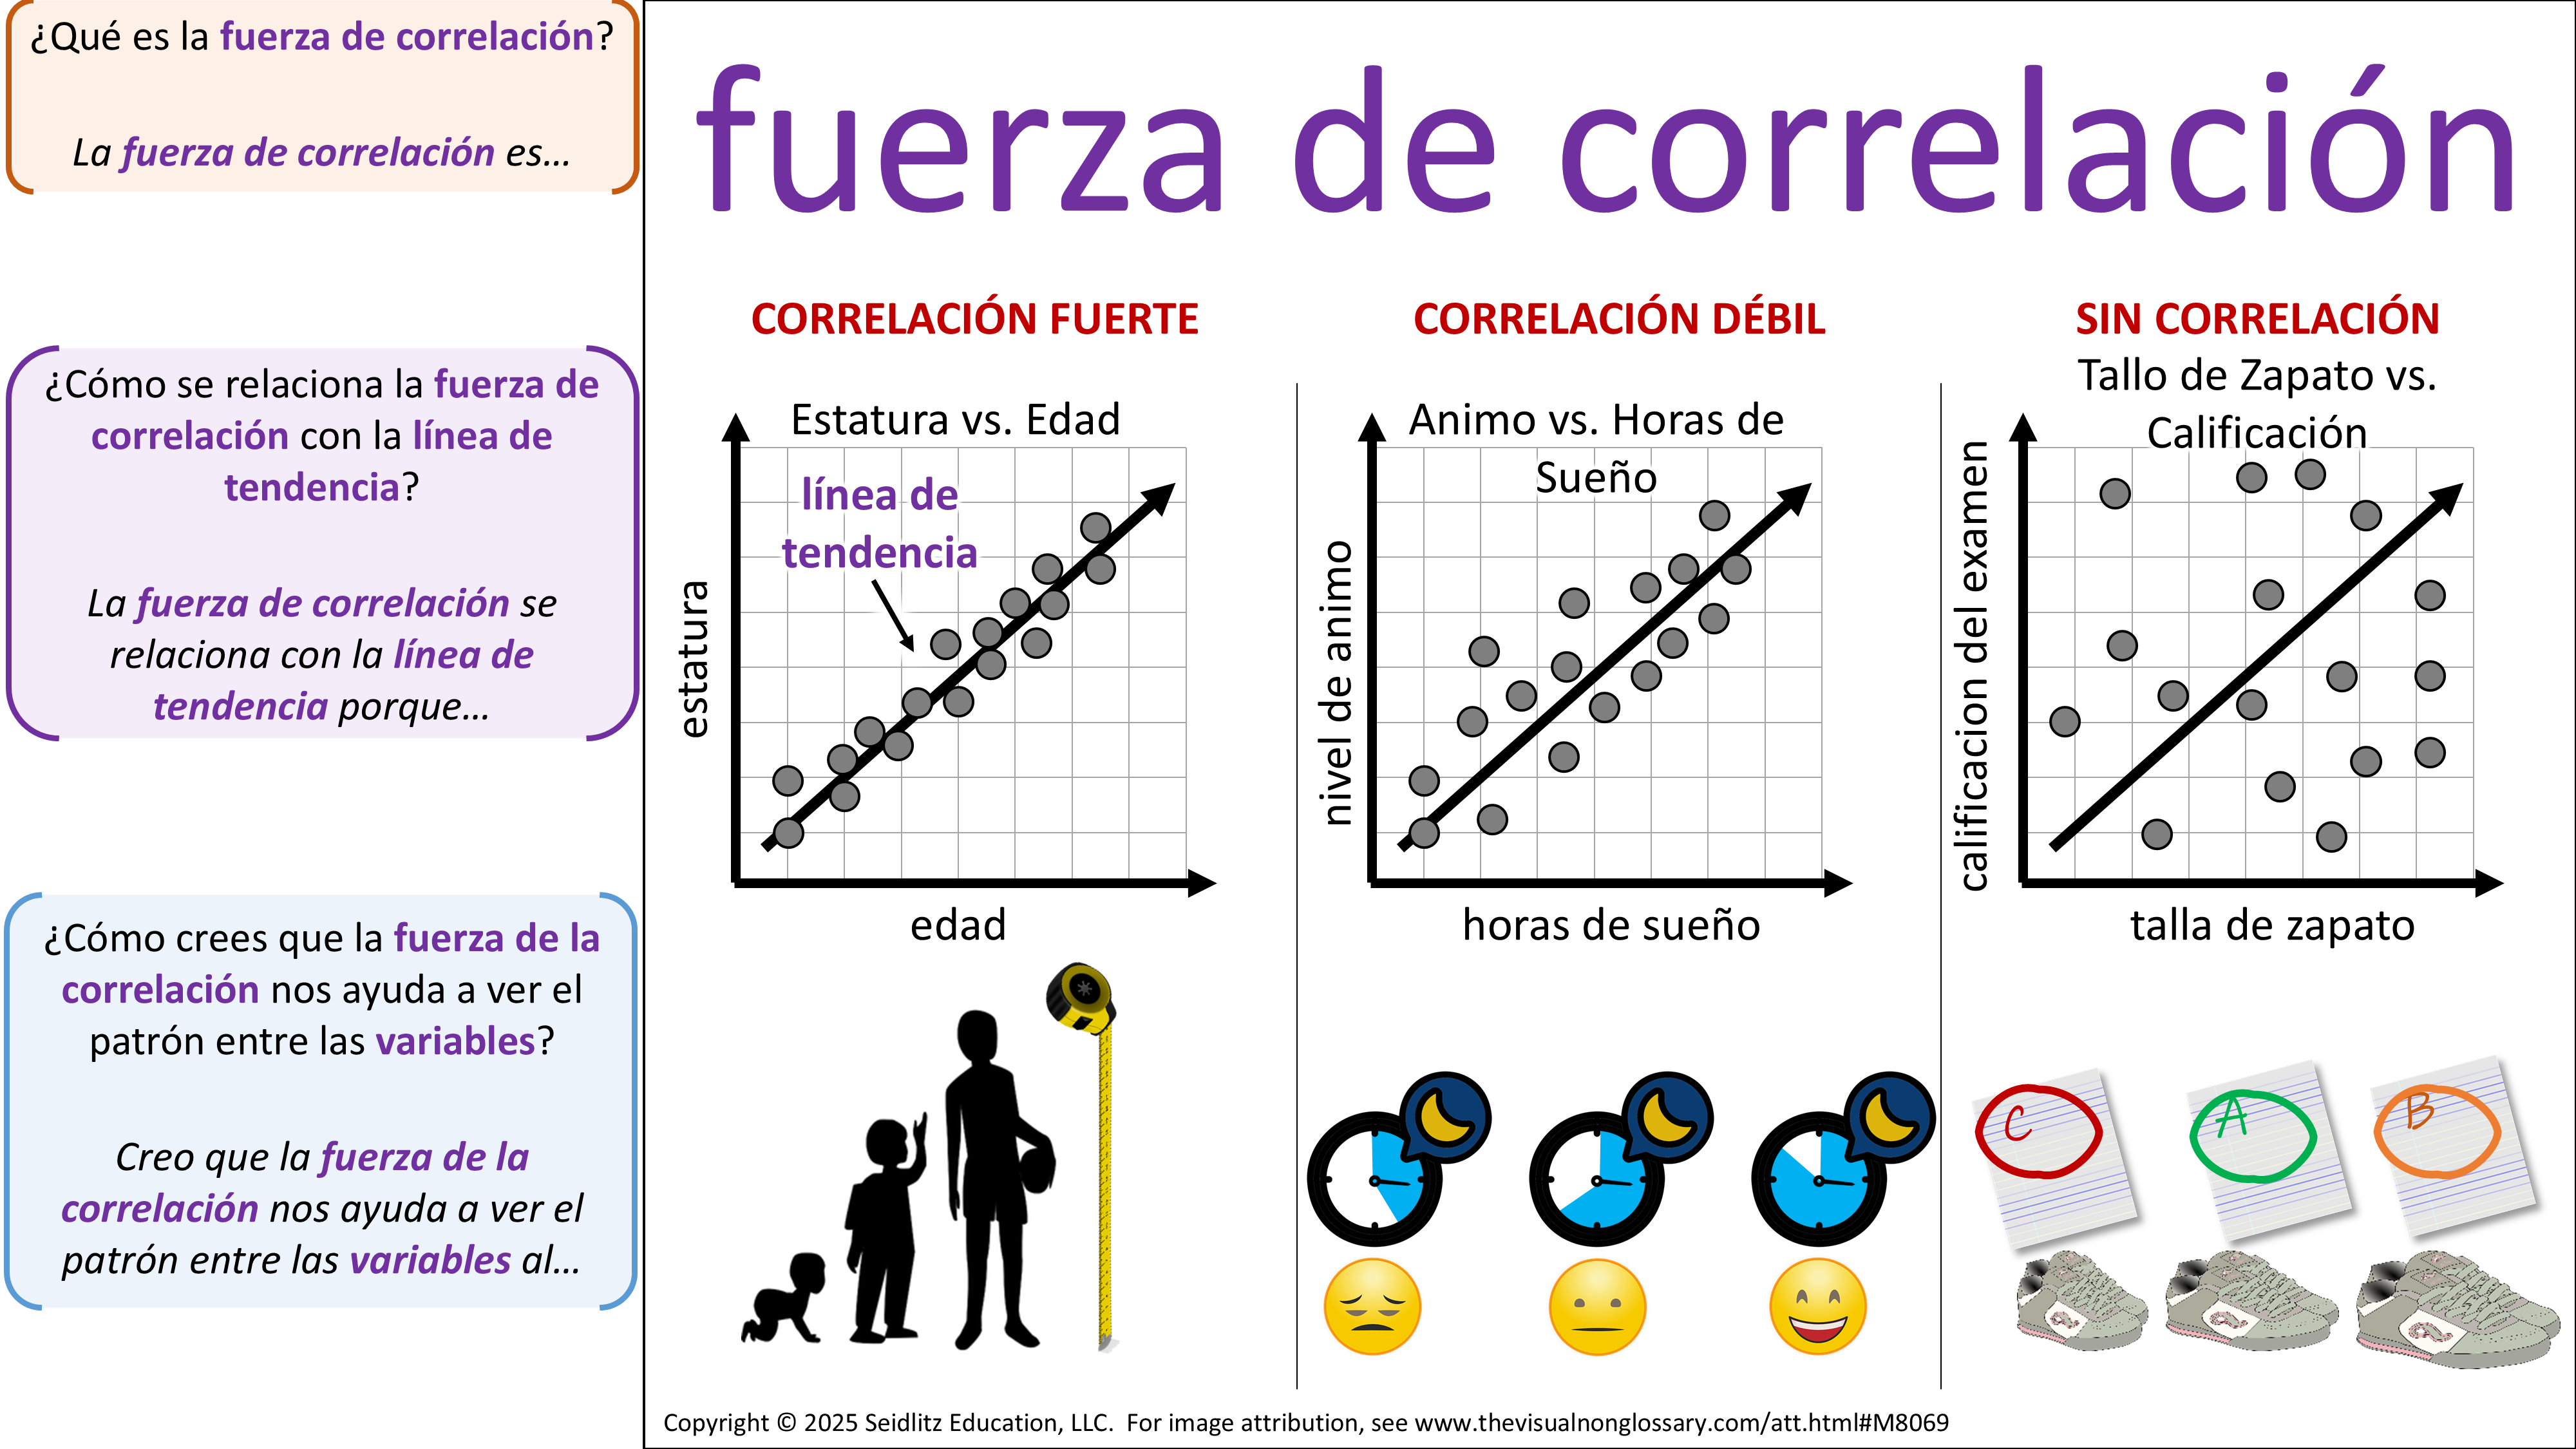 ¿Qué es la fuerza de correlación?
La fuerza de correlación es...
¿Cómo se relaciona la fuerza de
correlación con la línea de
tendencia?
La fuerza de correlación se
relaciona con la línea de
tendencia porque...
¿Cómo crees que la fuerza de la
correlación nos ayuda a ver el
patrón entre las variables?
Creo que la fuerza de la
correlación nos ayuda a ver el
patrón entre las variables al...
fuerza de correlación
CORRELACIÓN FUERTE
Estatura vs. Edad
línea de
tendencia
estatura
edad
CORRELACIÓN DÉBIL
Animo vs. Horas de
Sueño
nivel de animo
horas de sueño
SIN CORRELACIÓN
Tallo de Zapato vs.
Calificación
calificacion del examen
talla de zapato
C
A
B
Copyright © 2025 Seidlitz Education, LLC. For image attribution, see www.thevisualnonglossary.com/att.html#M8069